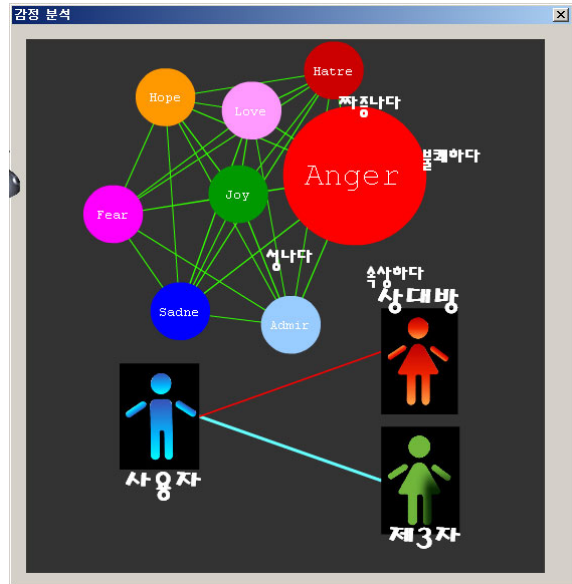 감정 분석
Hatre
Hope
Love
짜증나다
불쾌하다
Anger
Joy
Fear
성나다
속상하다
상대방
Sadne
Admir
사용자
제3자